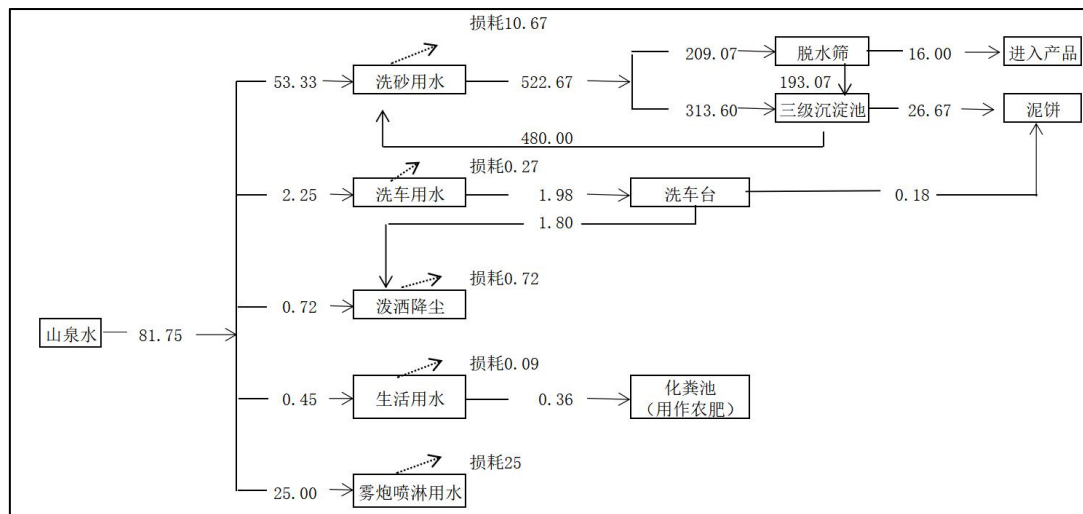 损耗10.67
53.33
洗砂用水
522.67
209.07
脱水筛
16.00
进入产品
193.07
313.60
三级沉淀池
26.67
泥饼
480.00
损耗0.27
2.25
洗车用水
1.98
洗车台
0.18
1.80
损耗0.72
0.72
泼洒降尘
山泉水
81.75
损耗0.09
0.45
生活用水
0.36
化粪池
（用作农肥）
损耗25
25.00
雾炮喷淋用水